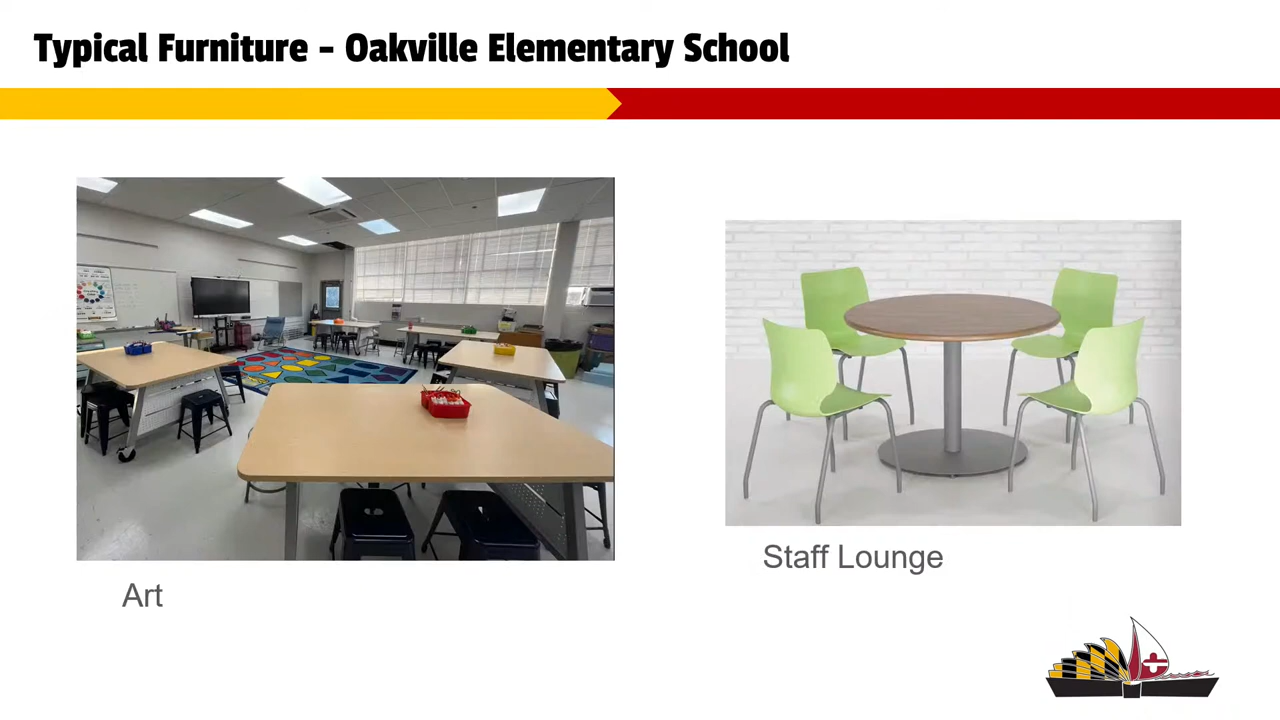 Typical Furniture – Oakville Elementary School
Art
Staff Lounge